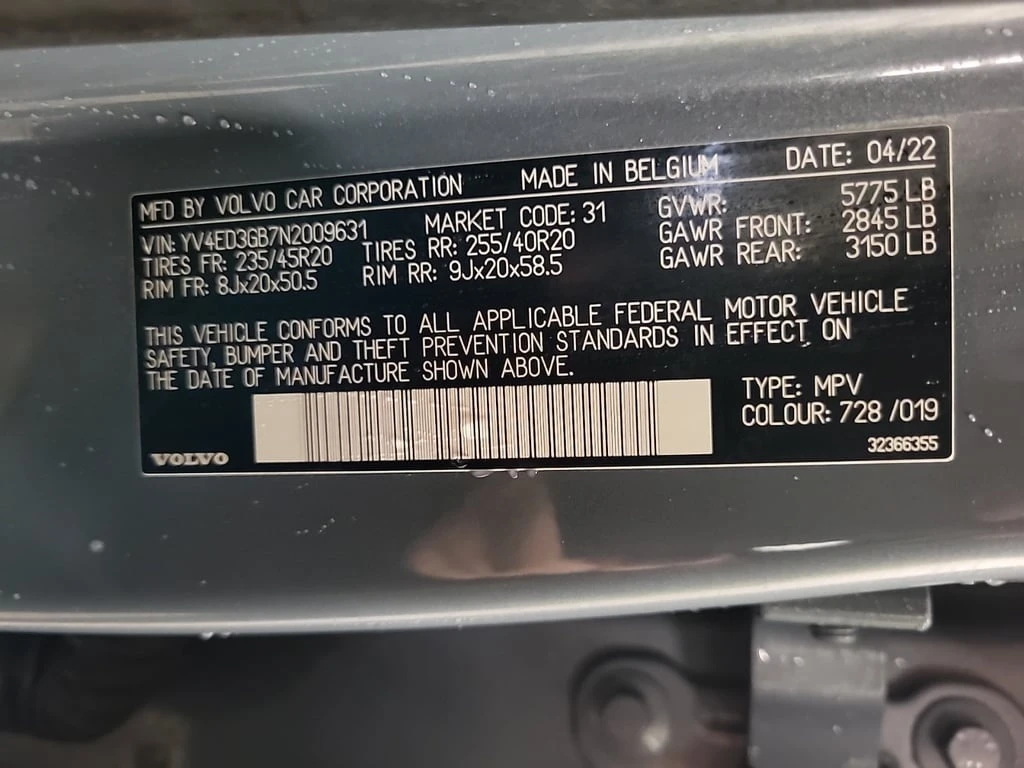 MFD BY VOLVO CAR CORPORATION MADE IN BELGIUM DATE: 04/22
VIN: YV4ED3GB7N2009631 MARKET CODE: 31 GVWR: 5775 LB
TIRES FR: 235/45R20 TIRES RR: 255/40R20 GAWR FRONT: 2845 LB
RIM FR: 8Jx20x50.5 RIM RR: 9Jx20x58.5 GAWR REAR: 3150 LB
THIS VEHICLE CONFORMS TO ALL APPLICABLE FEDERAL MOTOR VEHICLE
SAFETY, BUMPER AND THEFT PREVENTION STANDARDS IN EFFECT ON
THE DATE OF MANUFACTURE SHOWN ABOVE.
TYPE: MPV
COLOUR: 728 /019
VOLVO 32366355